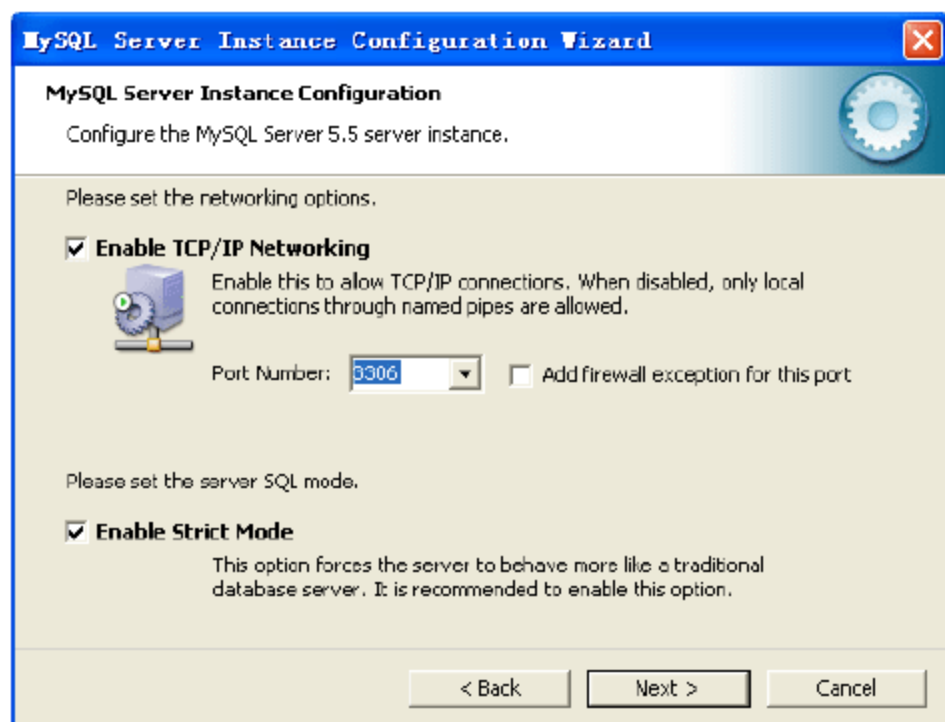 MySQL Server Instance Configuration Wizard
MySQL Server Instance Configuration
Configure the MySQL Server 5.5 server instance.
Please set the networking options.
Enable TCP/IP Networking
Enable this to allow TCP/IP connections. When disabled, only local
connections through named pipes are allowed.
Port Number: 3306 Add firewall exception for this port
Please set the server SQL mode.
Enable Strict Mode
This option forces the server to behave more like a traditional
database server. It is recommended to enable this option.
< Back Next > Cancel